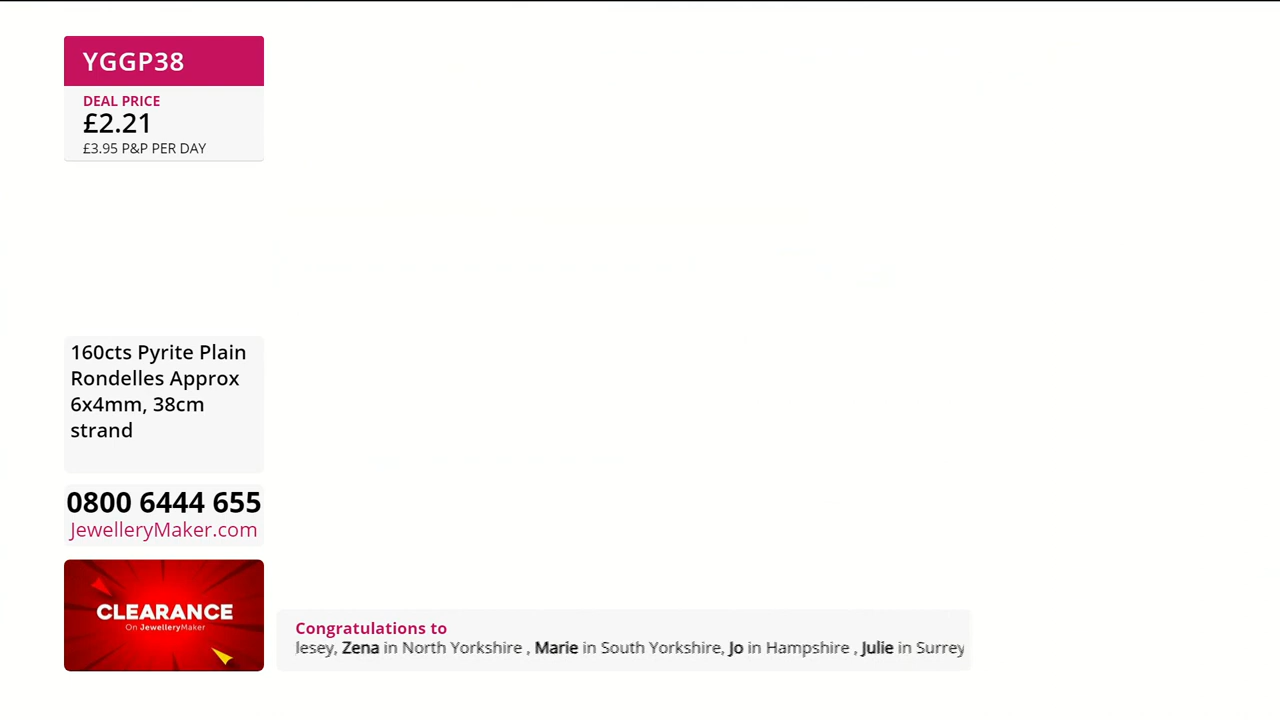 YGGP38
DEAL PRICE
£2.21
£3.95 P&P PER DAY
160cts Pyrite Plain
Rondelles Approx
6x4mm, 38cm
strand
0800 6444 655
JewelleryMaker.com
CLEARANCE
On JewelleryMaker
Congratulations to
Zena in North Yorkshire , Marie in South Yorkshire, Jo in Hampshire , Julie in Surrey